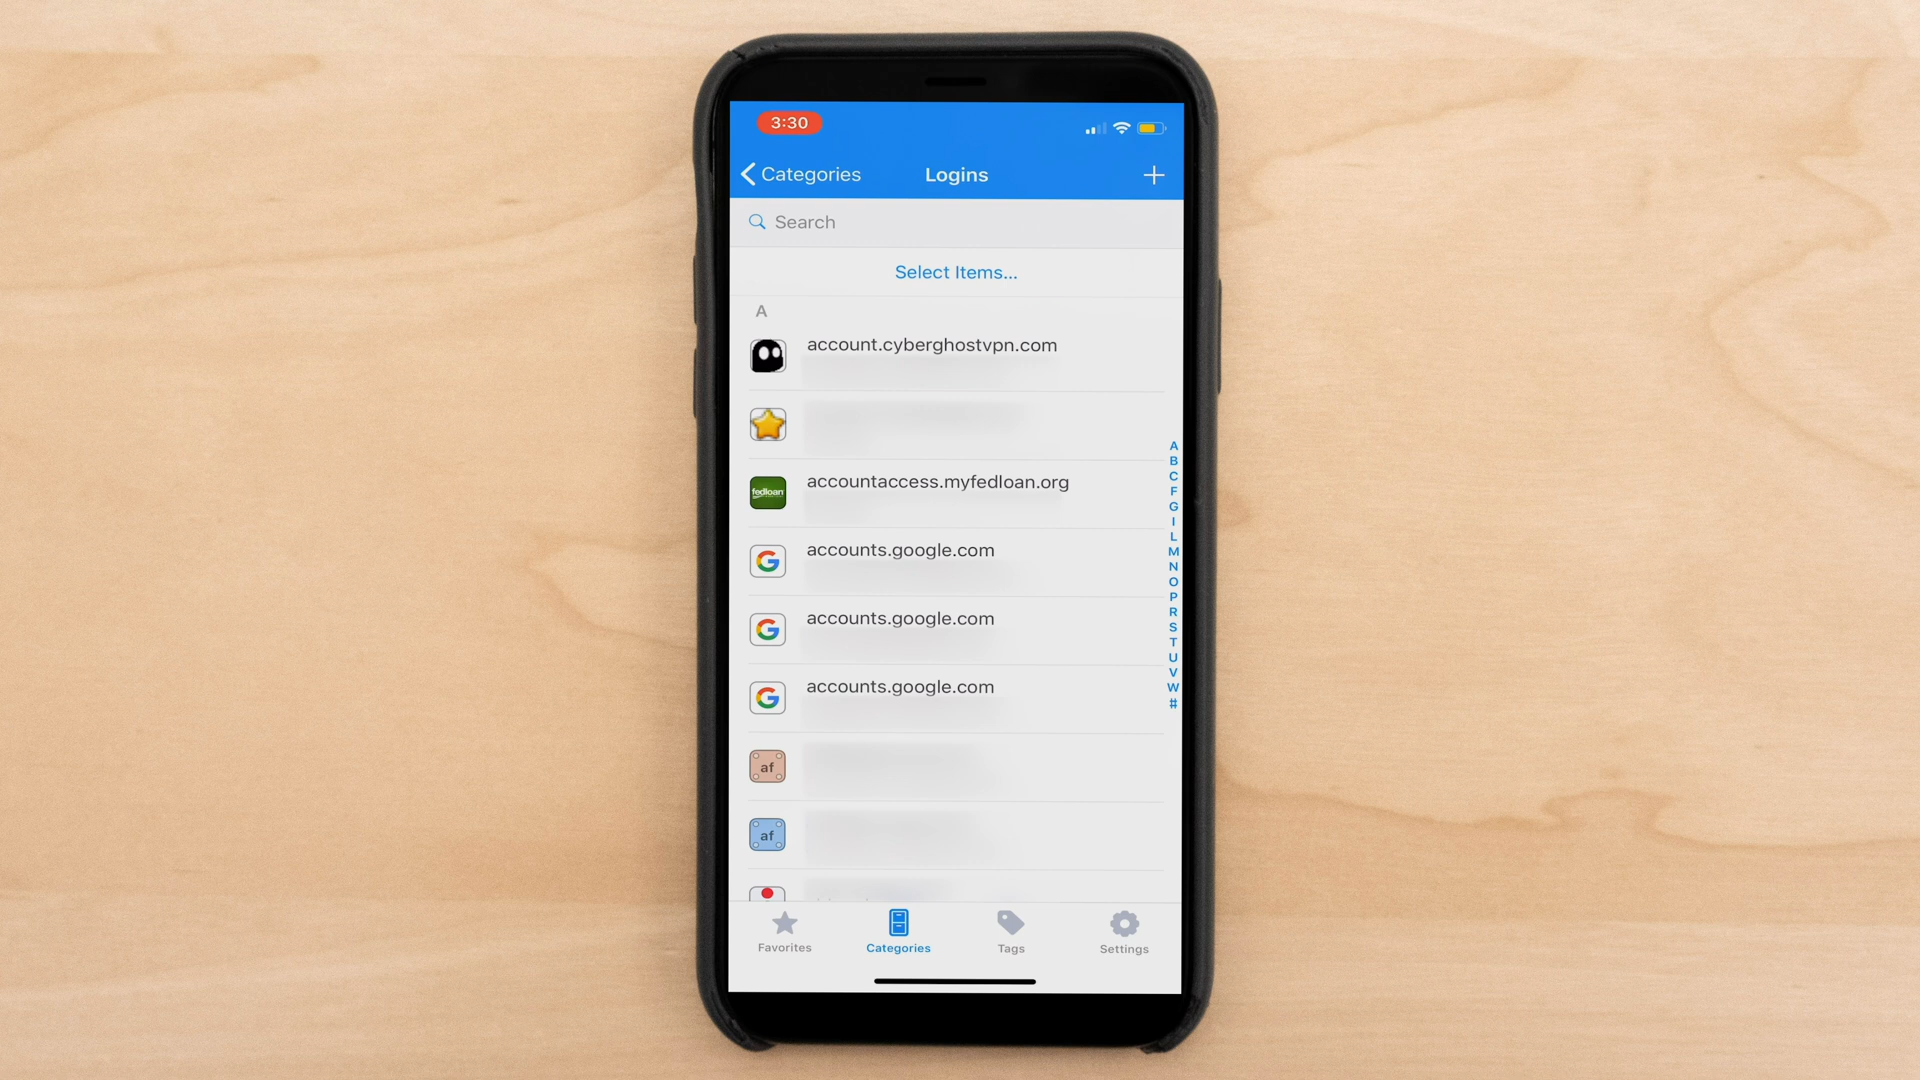 3:30
Categories
Logins
+
Search
Select Items...
A
account.cyberghostvpn.com
fedloan
accountaccess.myfedloan.org
accounts.google.com
accounts.google.com
accounts.google.com
af
af
A
B
C
F
G
I
L
M
N
O
P
R
S
T
U
V
W
#
Favorites
Categories
Tags
Settings